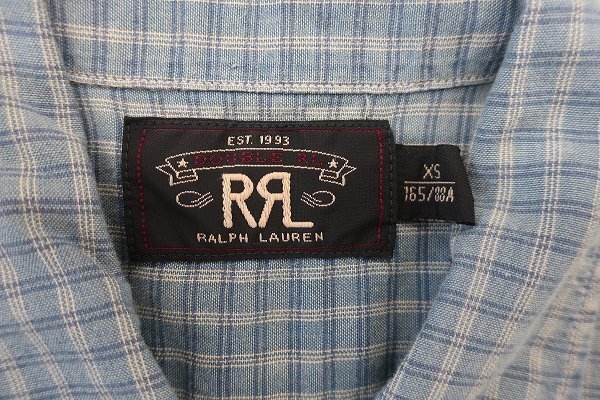 EST. 1993
DOUBLE RL
RRL
RALPH LAUREN
XS
165/88A